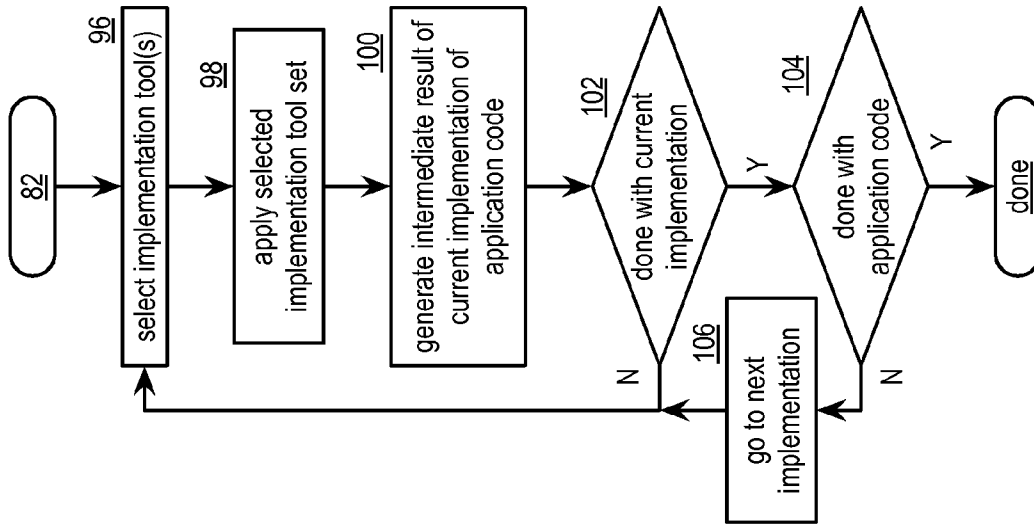 82
96
select implementation tool(s)
98
apply selected
implementation tool set
100
generate intermediate result of
current implementation of
application code
102
done with current
implementation
N
Y
106
go to next
implementation
104
done with
application code
N
Y
done